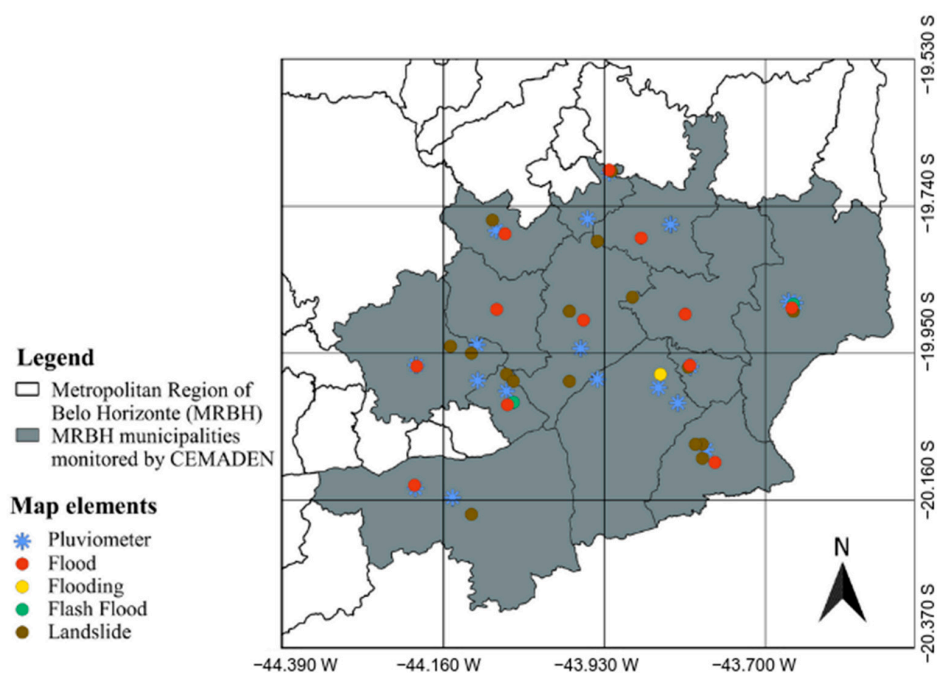 −19.530 S
−19.740 S
−19.950 S
−20.160 S
−20.370 S
Legend
Metropolitan Region of
Belo Horizonte (MRBH)
MRBH municipalities
monitored by CEMADEN
Map elements
Pluviometer
Flood
Flooding
Flash Flood
Landslide
N
−44.390 W
−44.160 W
−43.930 W
−43.700 W